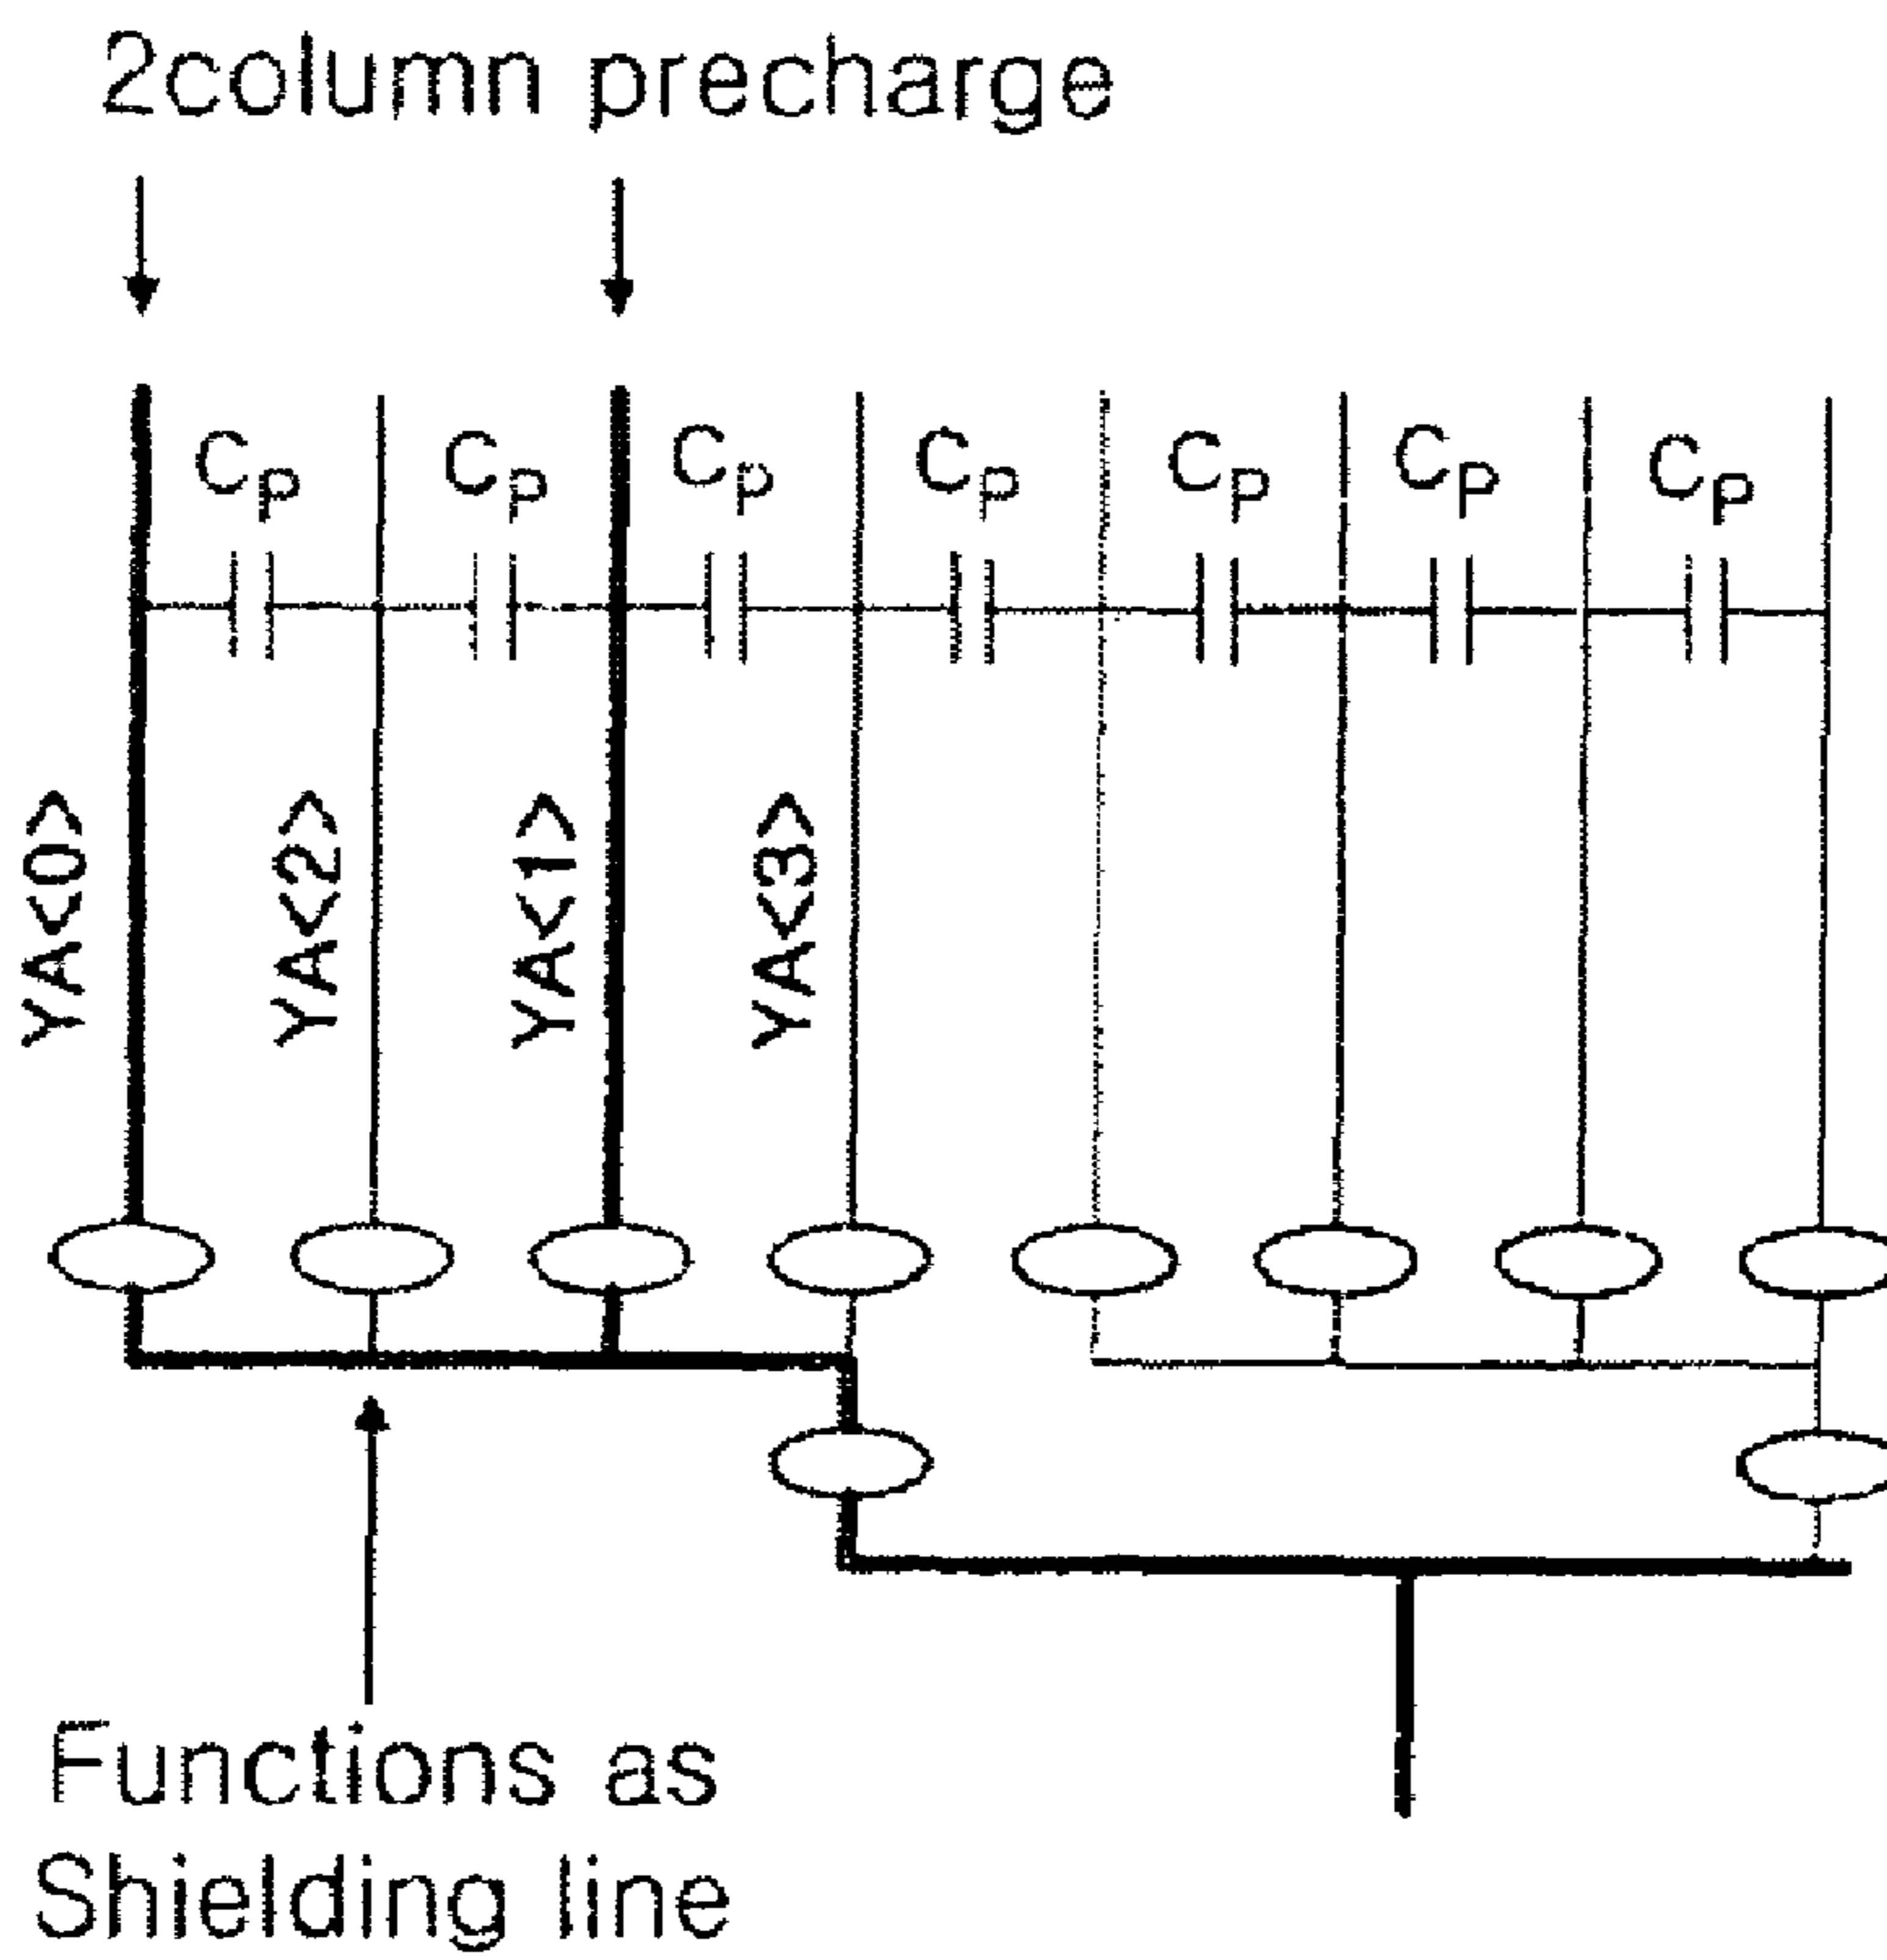 2column precharge
Cp Cp Cp Cp Cp Cp Cp
YA<0>
YA<2>
YA<1>
YA<3>
Functions as
Shielding line